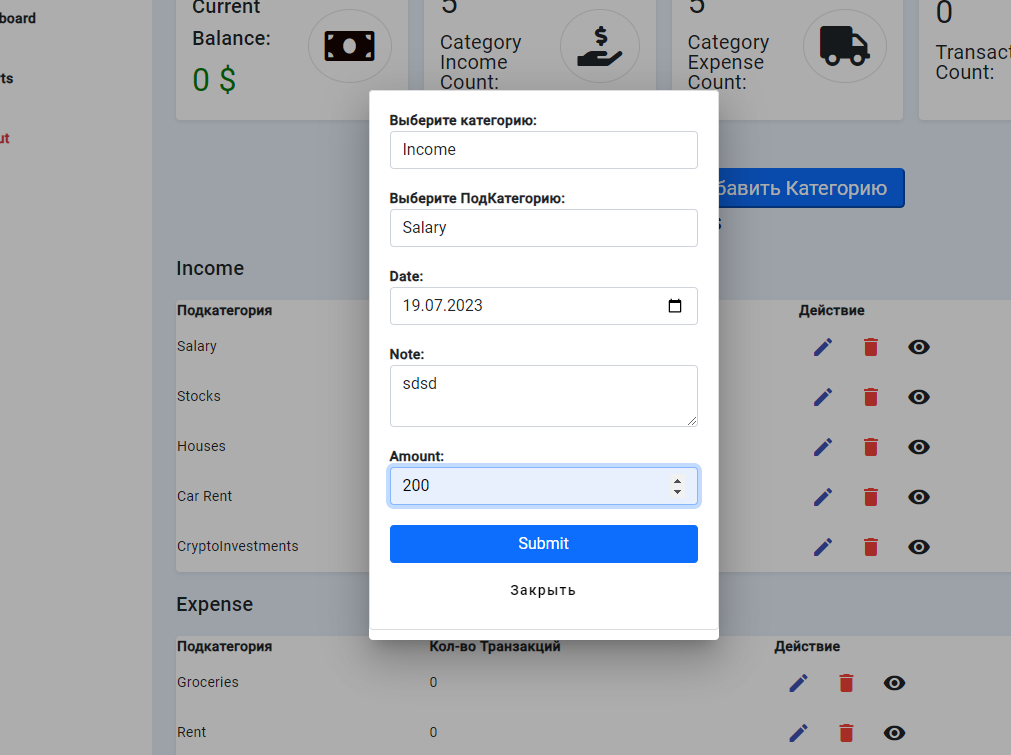 board
ts
ut
Current
Balance:
0 $
5
Category
Income
Count:
5
Category
Expense
Count:
0
Transact
Count:
бавить Категорию
s
Выберите категорию:
Income
Выберите ПодКатегорию:
Salary
Date:
19.07.2023
Note:
sdsd
Amount:
200
Submit
Закрыть
Income
Подкатегория
Действие
Salary
Stocks
Houses
Car Rent
CryptoInvestments
Expense
Подкатегория Кол-во Транзакций Действие
Groceries 0
Rent 0